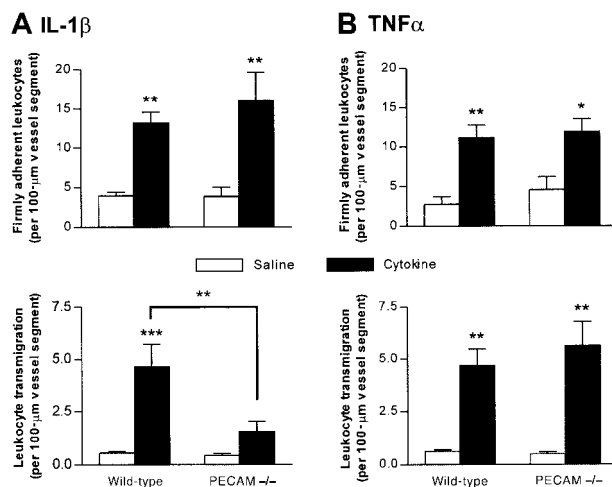 A IL-1β
B TNFα
Firmly adherent leukocytes
(per 100-μm vessel segment)
20
15
10
5
0
**
**
Firmly adherent leukocytes
(per 100-μm vessel segment)
20
15
10
5
0
**
*
Saline
Cytokine
Leukocyte transmigration
(per 100-μm vessel segment)
7.5
5.0
2.5
0.0
***
**
Wild-type
PECAM –/–
Leukocyte transmigration
(per 100-μm vessel segment)
7.5
5.0
2.5
0.0
**
**
Wild-type
PECAM –/–